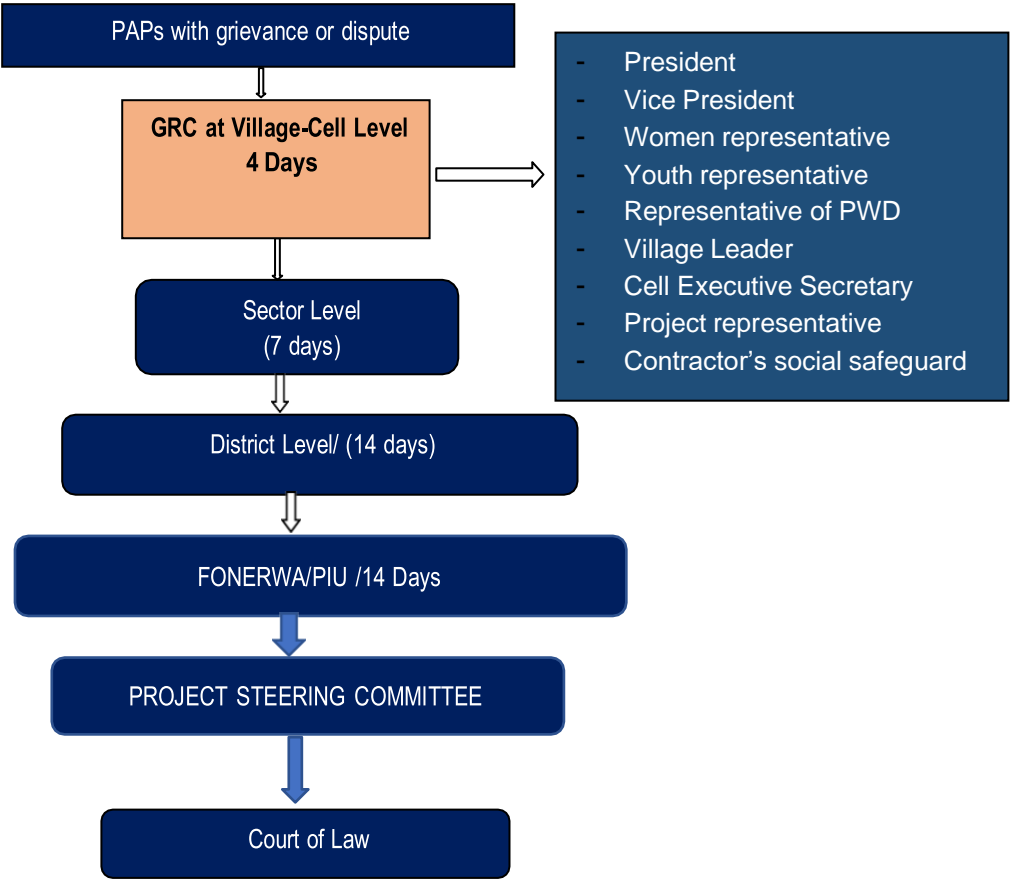 PAPs with grievance or dispute
GRC at Village-Cell Level
4 Days
- President
- Vice President
- Women representative
- Youth representative
- Representative of PWD
- Village Leader
- Cell Executive Secretary
- Project representative
- Contractor’s social safeguard
Sector Level
(7 days)
District Level/ (14 days)
FONERWA/PIU /14 Days
PROJECT STEERING COMMITTEE
Court of Law